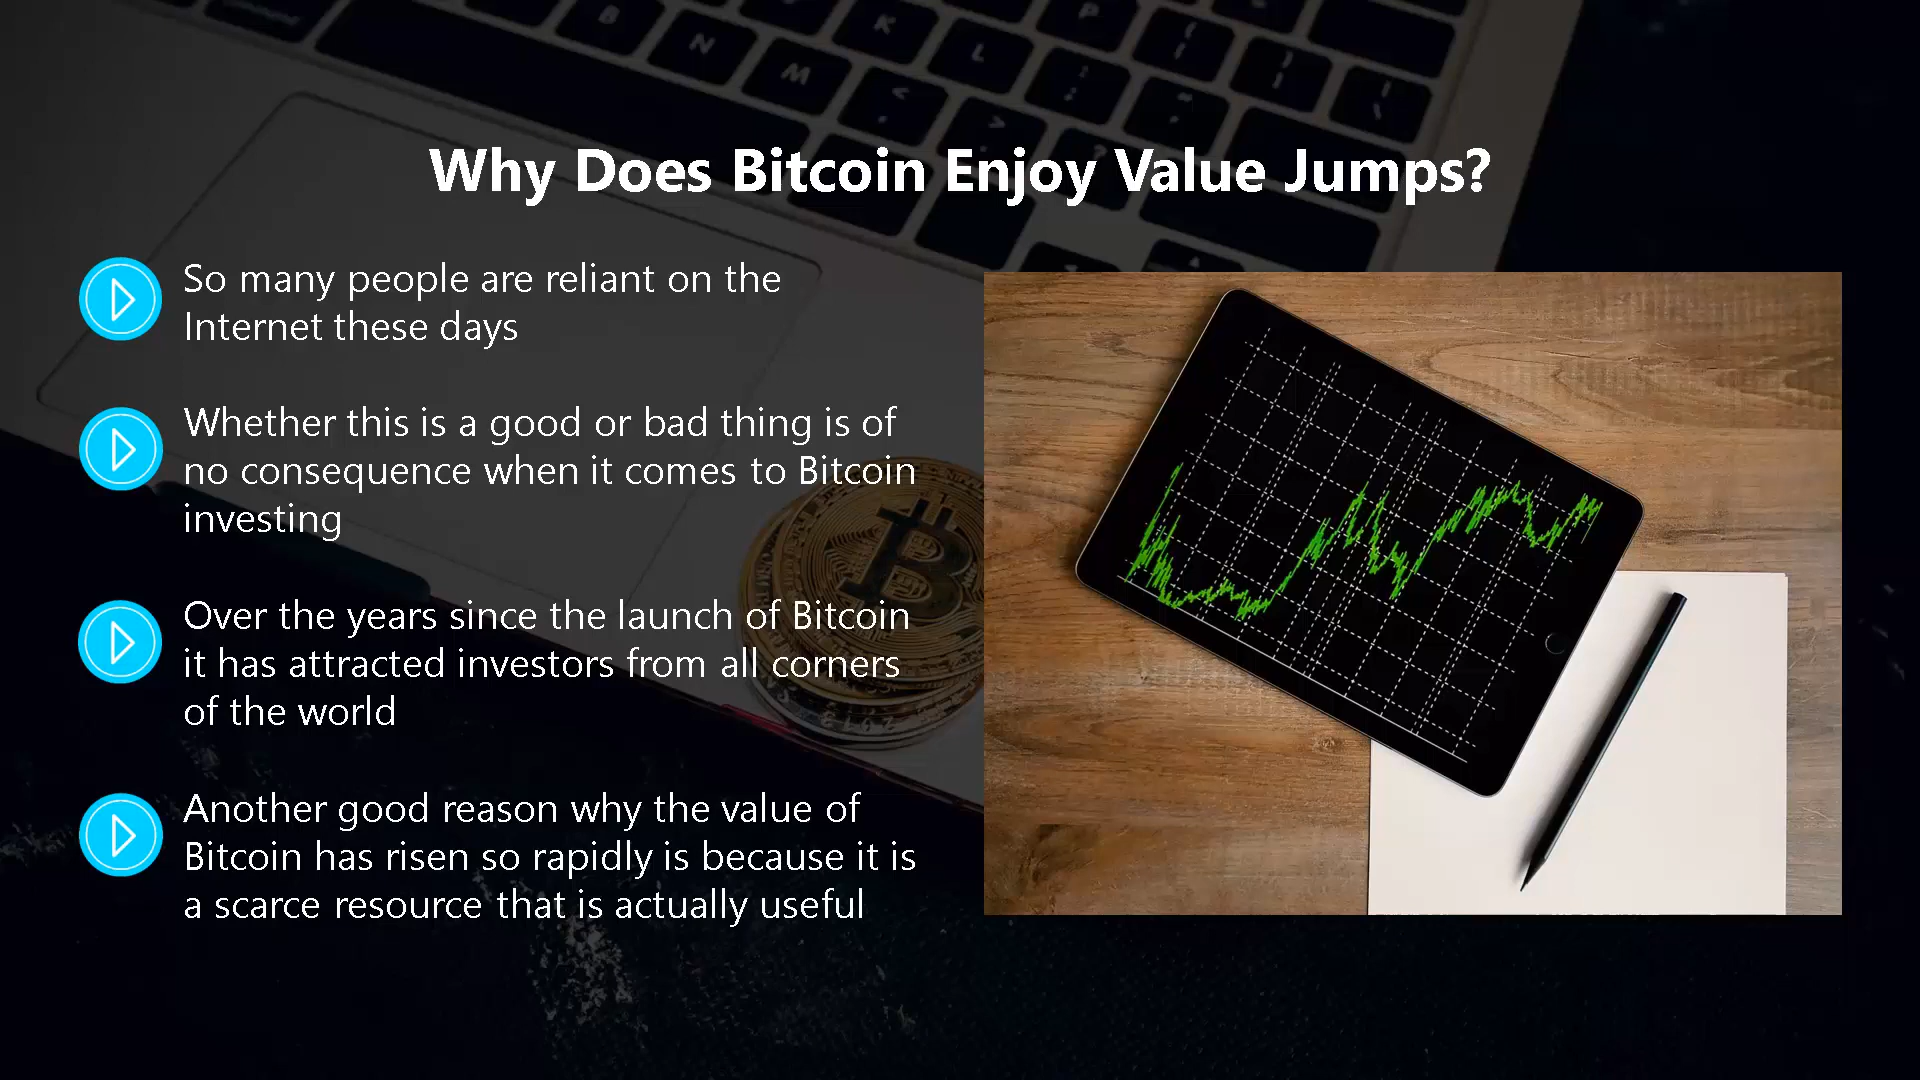 Why Does Bitcoin Enjoy Value Jumps?
So many people are reliant on the
Internet these days
Whether this is a good or bad thing is of
no consequence when it comes to Bitcoin
investing
Over the years since the launch of Bitcoin
it has attracted investors from all corners
of the world
Another good reason why the value of
Bitcoin has risen so rapidly is because it is
a scarce resource that is actually useful
B
K
P
N
L
M